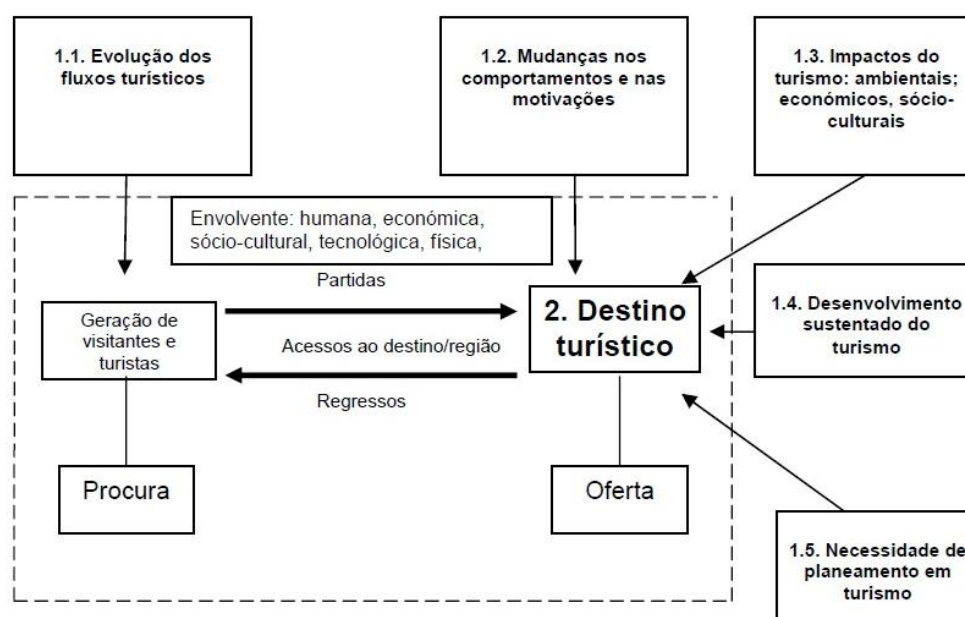 1.1. Evolução dos
fluxos turísticos
1.2. Mudanças nos
comportamentos e nas
motivações
1.3. Impactos do
turismo: ambientais;
económicos, sócio-
culturais
Envolvente: humana, económica,
sócio-cultural, tecnológica, física,
Partidas
Geração de
visitantes e
turistas
Acessos ao destino/região
2. Destino
turístico
1.4. Desenvolvimento
sustentado do
turismo
Regressos
Procura
Oferta
1.5. Necessidade de
planeamento em
turismo